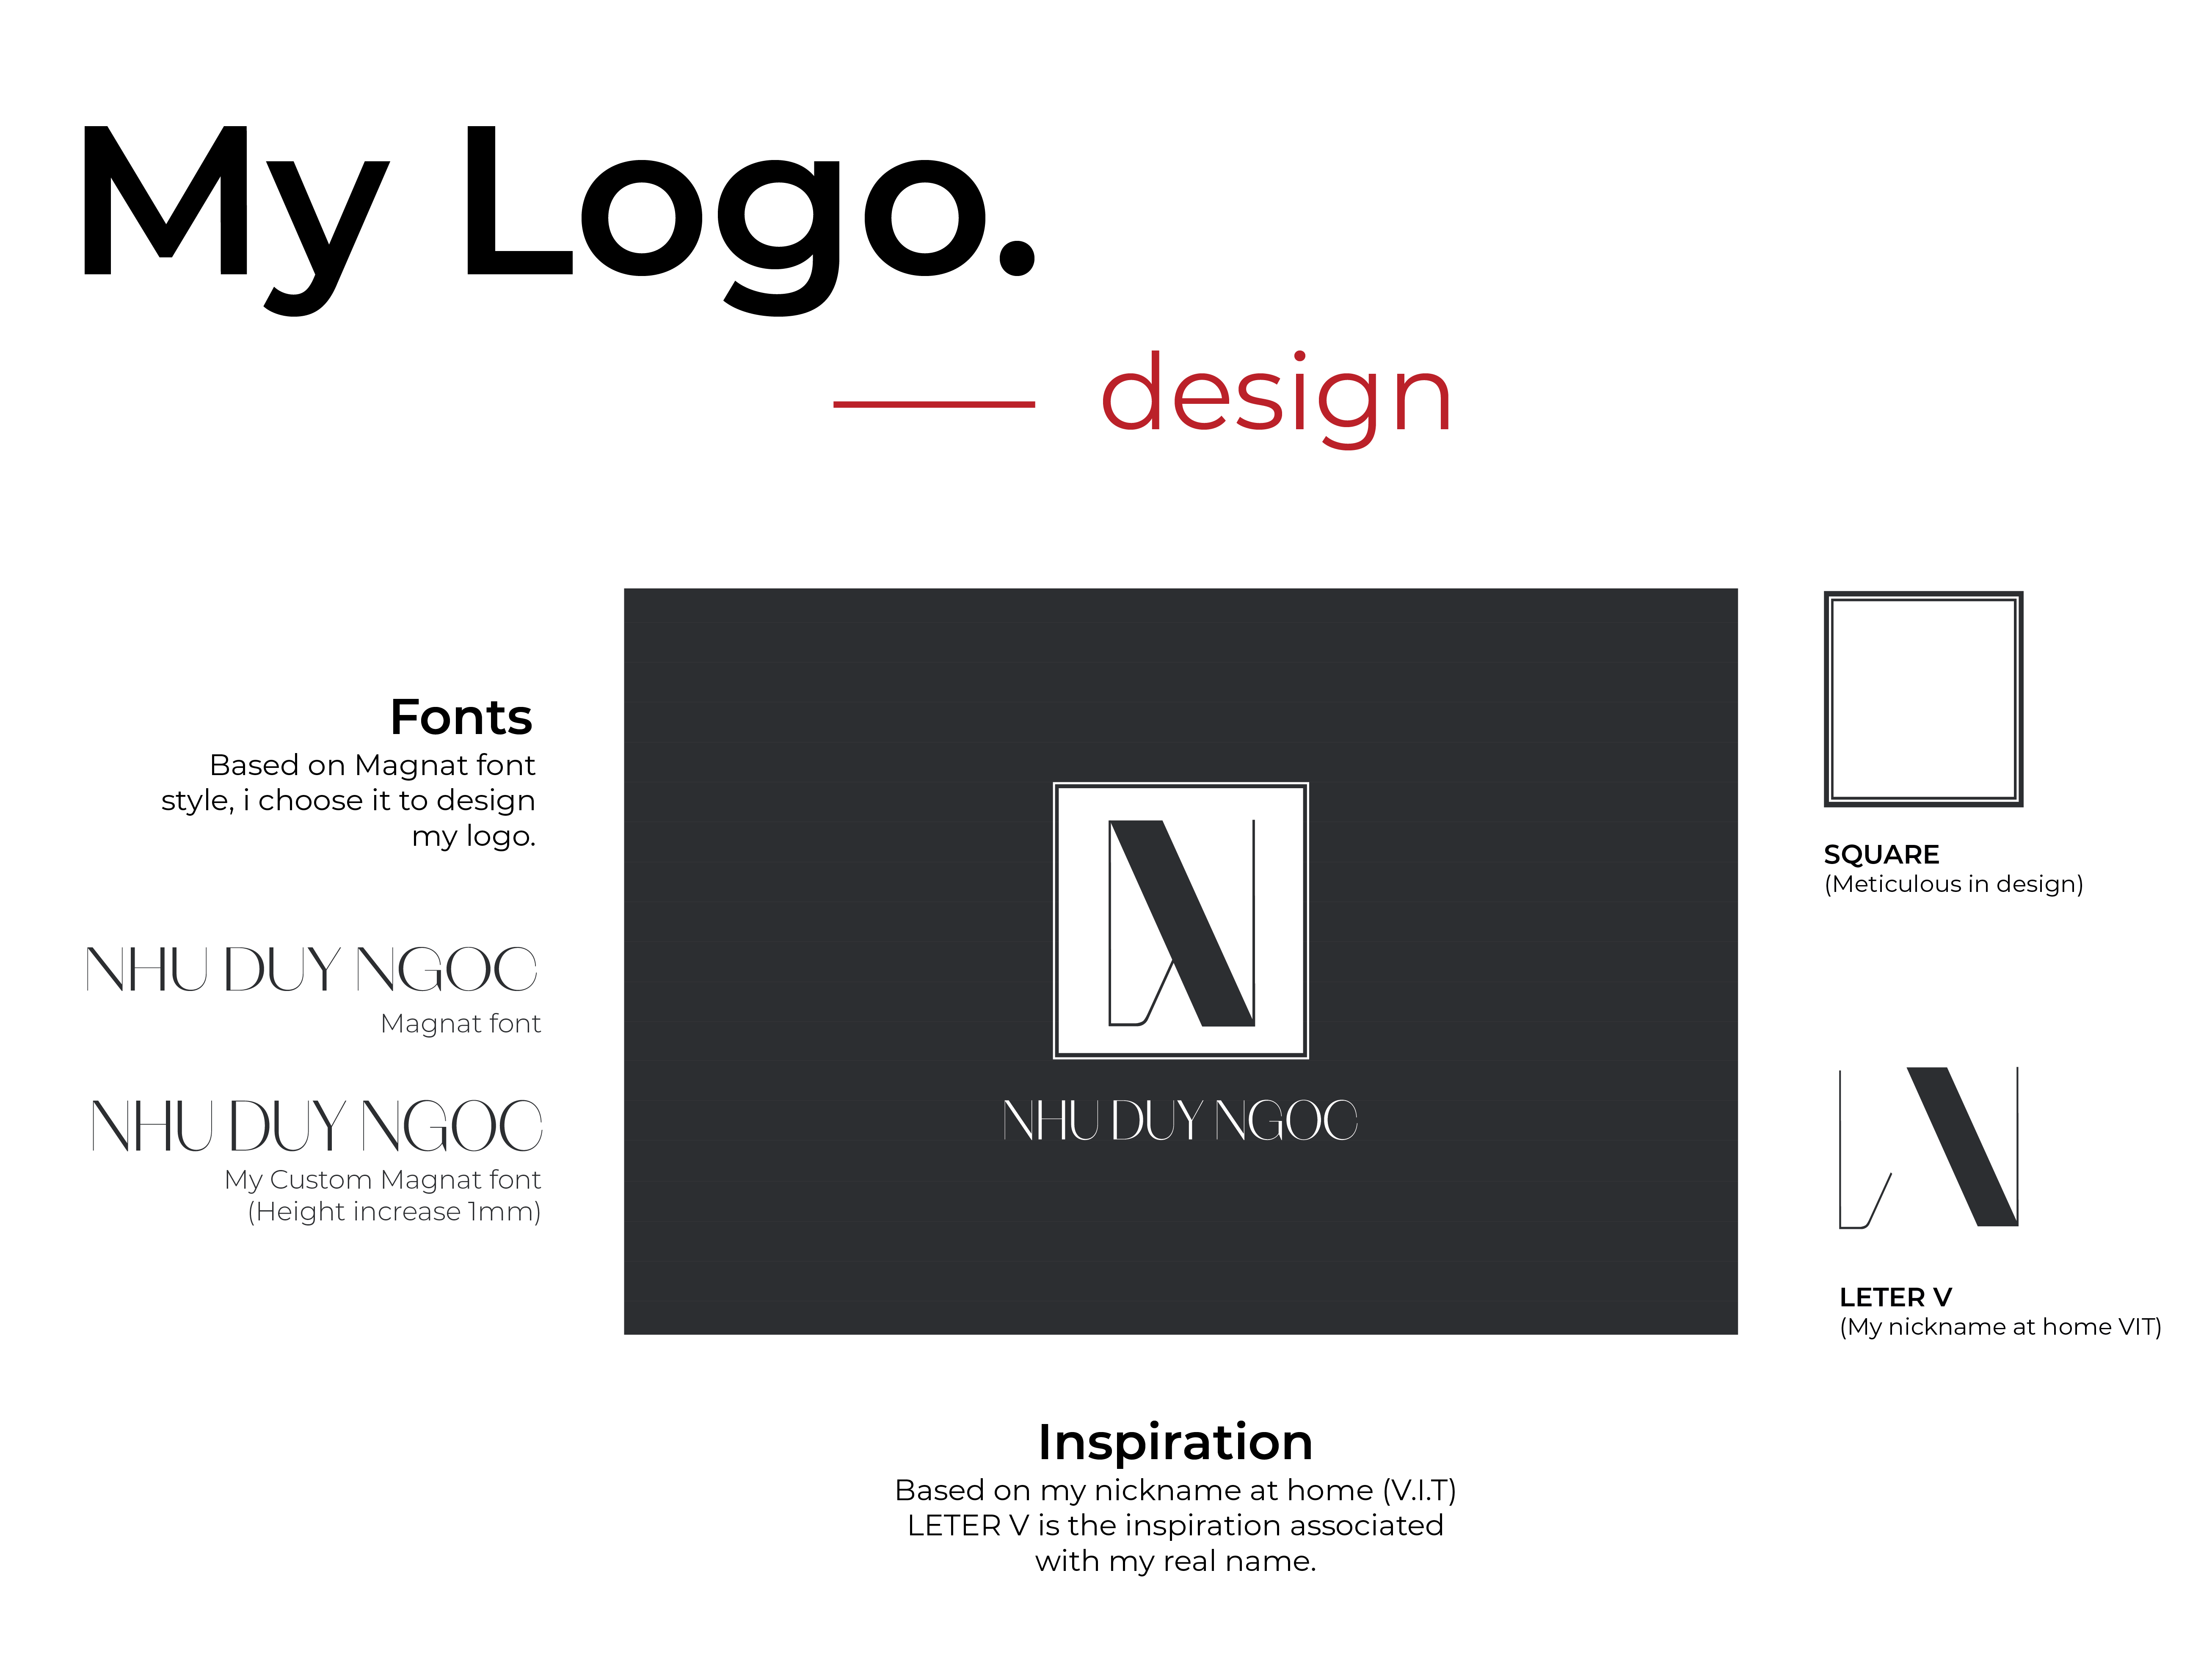 My Logo.
design
Fonts
Based on Magnat font
style, i choose it to design
my logo.
NHU DUY NGOC
Magnat font
NHU DUY NGOC
My Custom Magnat font
(Height increase 1mm)
N
NHU DUY NGOC
SQUARE
(Meticulous in design)
LETER V
(My nickname at home VIT)
Inspiration
Based on my nickname at home (V.I.T)
LETER V is the inspiration associated
with my real name.